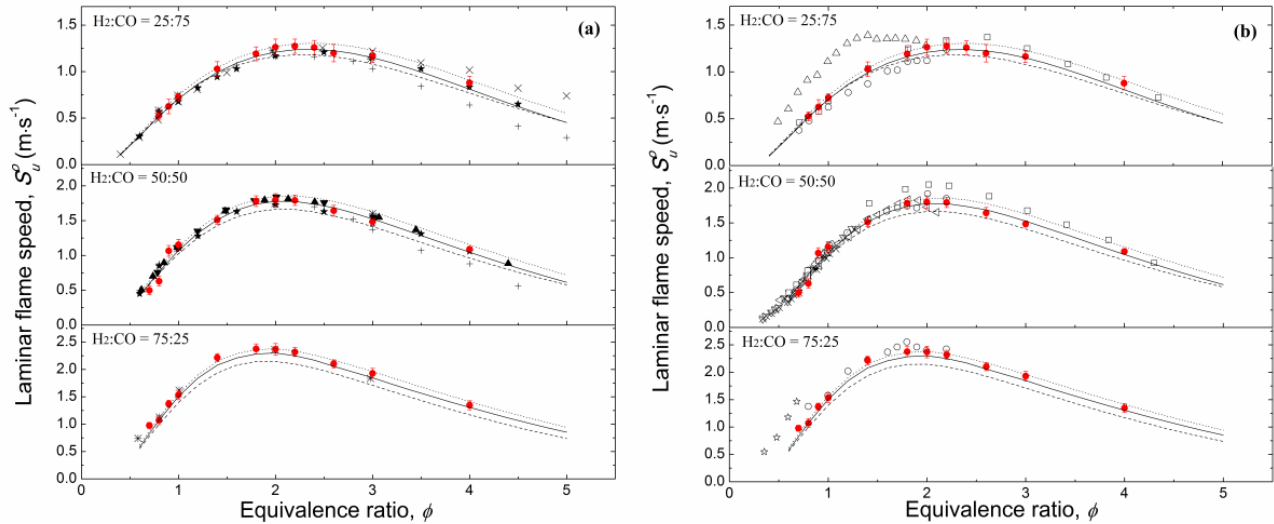 H2:CO = 25:75
(a)
1.5
1.0
0.5
0.0
H2:CO = 50:50
2.0
1.5
1.0
0.5
0.0
H2:CO = 75:25
2.5
2.0
1.5
1.0
0.5
0.0
Laminar flame speed, S_u^o (m·s⁻¹)
0 1 2 3 4 5
Equivalence ratio, ϕ
H2:CO = 25:75
(b)
1.5
1.0
0.5
0.0
H2:CO = 50:50
2.0
1.5
1.0
0.5
0.0
H2:CO = 75:25
2.5
2.0
1.5
1.0
0.5
0.0
Laminar flame speed, S_u^o (m·s⁻¹)
0 1 2 3 4 5
Equivalence ratio, ϕ